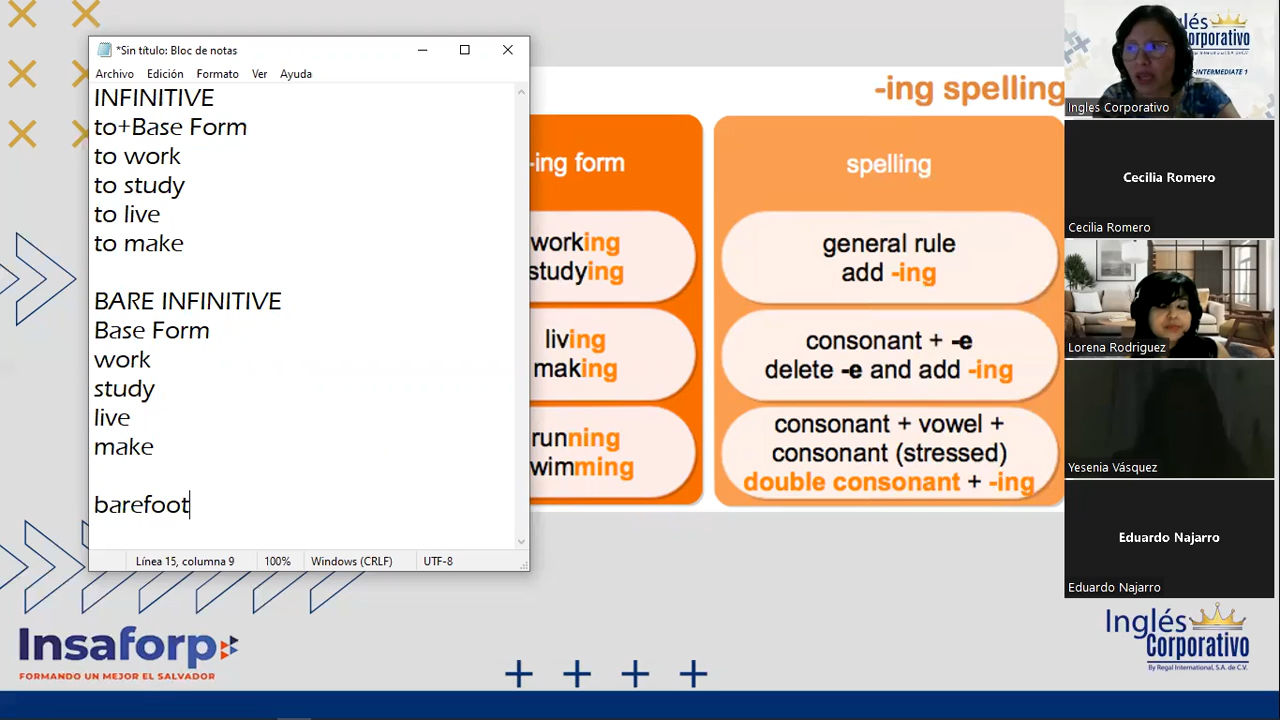 *Sin título: Bloc de notas
Archivo Edición Formato Ver Ayuda
INFINITIVE
to+Base Form
to work
to study
to live
to make
BARE INFINITIVE
Base Form
work
study
live
make
barefoot
Línea 15, columna 9 100% Windows (CRLF) UTF-8
-ing spelling
-ing form
working
studying
living
making
running
wimming
spelling
general rule
add -ing
consonant + -e
delete -e and add -ing
consonant + vowel +
consonant (stressed)
double consonant + -ing
Ingles Corporativo
Cecilia Romero
Cecilia Romero
Lorena Rodriguez
Yesenia Vásquez
Eduardo Najarro
Eduardo Najarro
Insaforp
FORMANDO UN MEJOR EL SALVADOR
Inglés
Corporativo
By Regal International, S.A. de C.V.